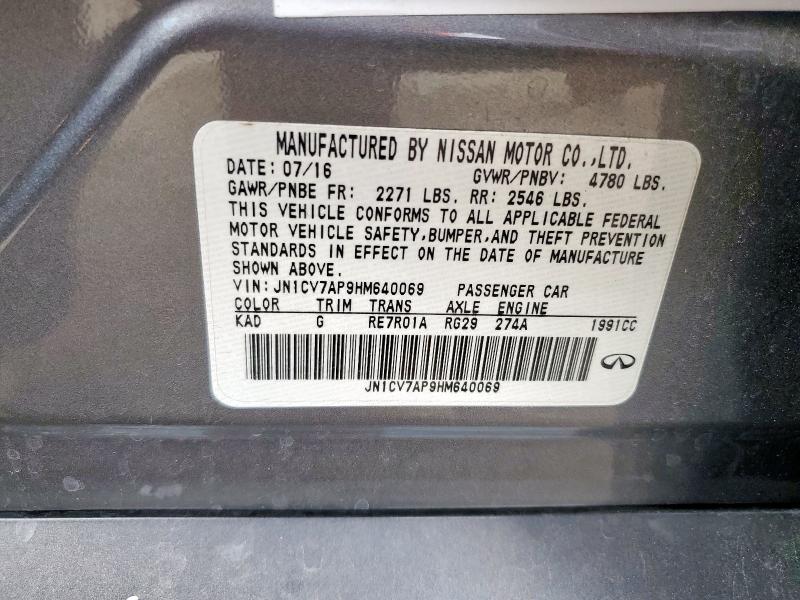 MANUFACTURED BY NISSAN MOTOR CO.,LTD.
DATE: 07/16 GVWR/PNBV: 4780 LBS.
GAWR/PNBE FR: 2271 LBS. RR: 2546 LBS.
THIS VEHICLE CONFORMS TO ALL APPLICABLE FEDERAL
MOTOR VEHICLE SAFETY,BUMPER,AND THEFT PREVENTION
STANDARDS IN EFFECT ON THE DATE OF MANUFACTURE
SHOWN ABOVE.
VIN: JN1CV7AP9HM640069 PASSENGER CAR
COLOR TRIM TRANS AXLE ENGINE
KAD G RE7R01A RG29 274A 1991CC
JN1CV7AP9HM640069